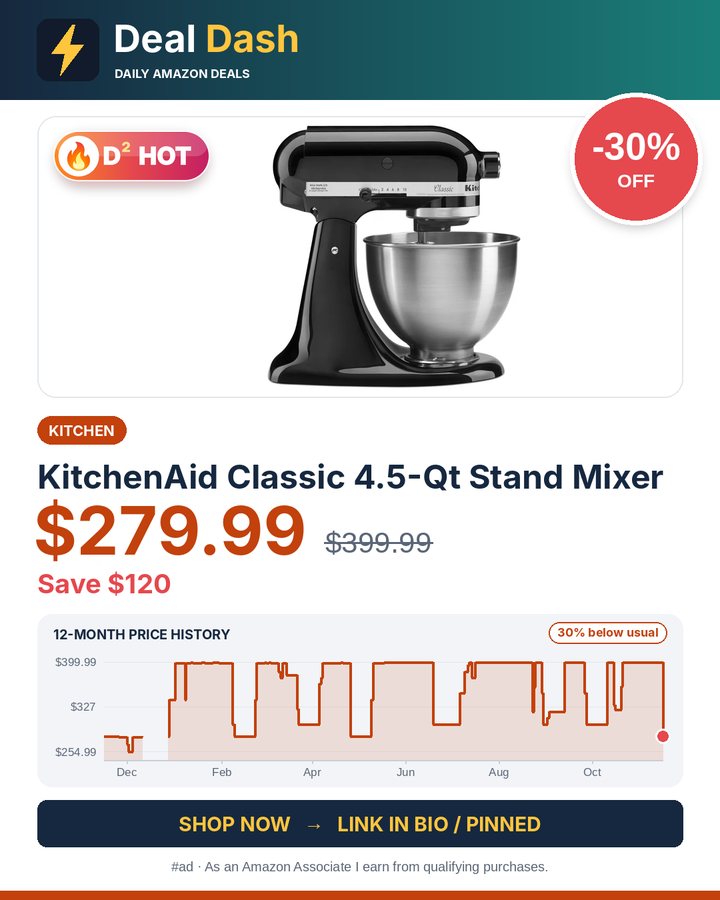 Deal Dash
DAILY AMAZON DEALS
D² HOT
-30%
OFF
Classic
KITCHEN
KitchenAid Classic 4.5-Qt Stand Mixer
$279.99 $399.99
Save $120
12-MONTH PRICE HISTORY
30% below usual
$399.99
$327
$254.99
Dec Feb Apr Jun Aug Oct
SHOP NOW → LINK IN BIO / PINNED
#ad · As an Amazon Associate I earn from qualifying purchases.